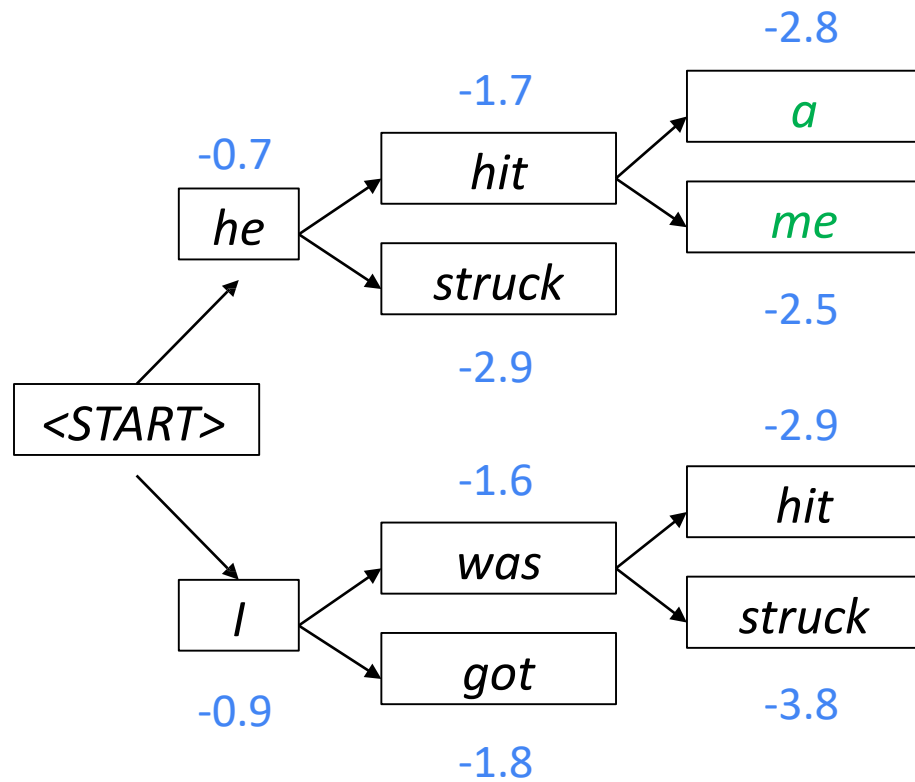 -2.8
-1.7
a
-0.7
hit
he
me
struck
-2.5
-2.9
<START>
-2.9
-1.6
hit
was
I
struck
got
-0.9
-3.8
-1.8